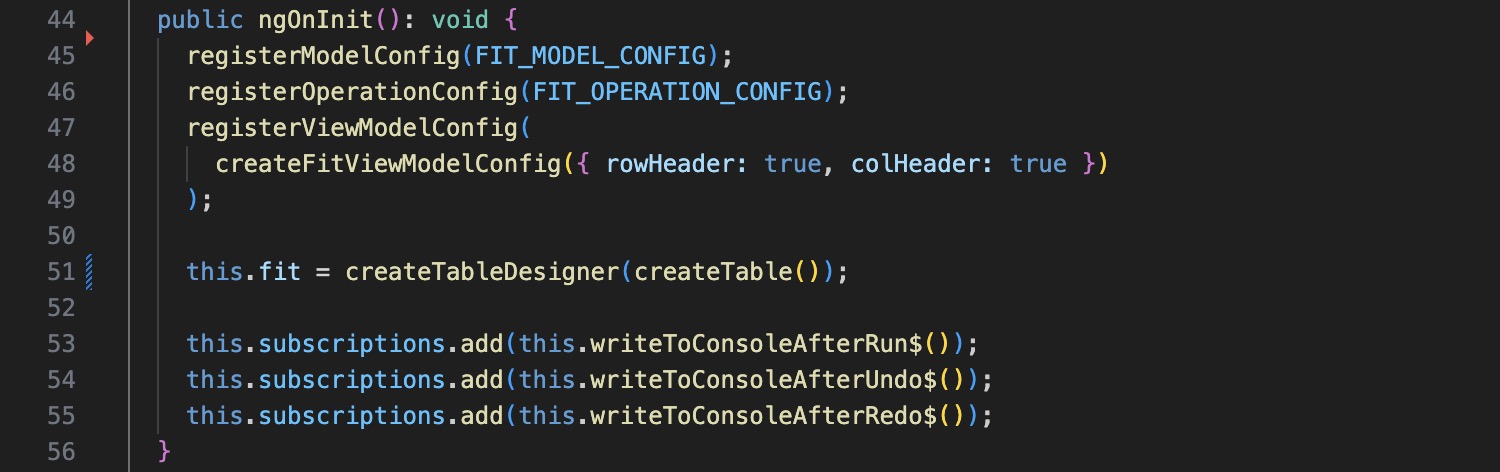 44 public ngOnInit(): void {
45 registerModelConfig(FIT_MODEL_CONFIG);
46 registerOperationConfig(FIT_OPERATION_CONFIG);
47 registerViewModelConfig(
48 createFitViewModelConfig({ rowHeader: true, colHeader: true })
49 );
50
51 this.fit = createTableDesigner(createTable());
52
53 this.subscriptions.add(this.writeToConsoleAfterRun$());
54 this.subscriptions.add(this.writeToConsoleAfterUndo$());
55 this.subscriptions.add(this.writeToConsoleAfterRedo$());
56 }